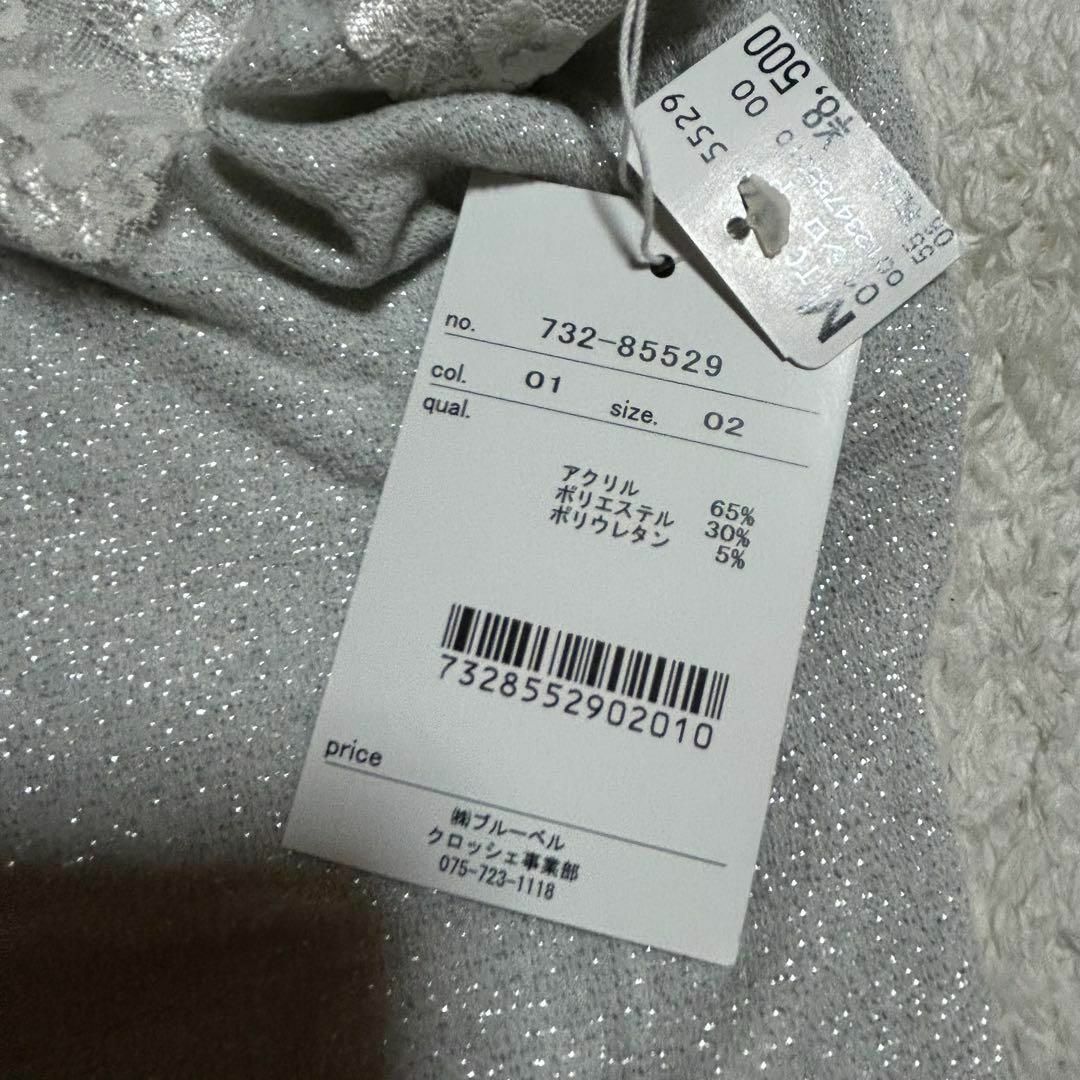 ¥8,500
00
5529
no. 732-85529
col. 01 size. 02
qual.
アクリル 65%
ポリエステル 30%
ポリウレタン 5%
7328552902010
price
㈱ブルーベル
クロッシェ事業部
075-723-1118